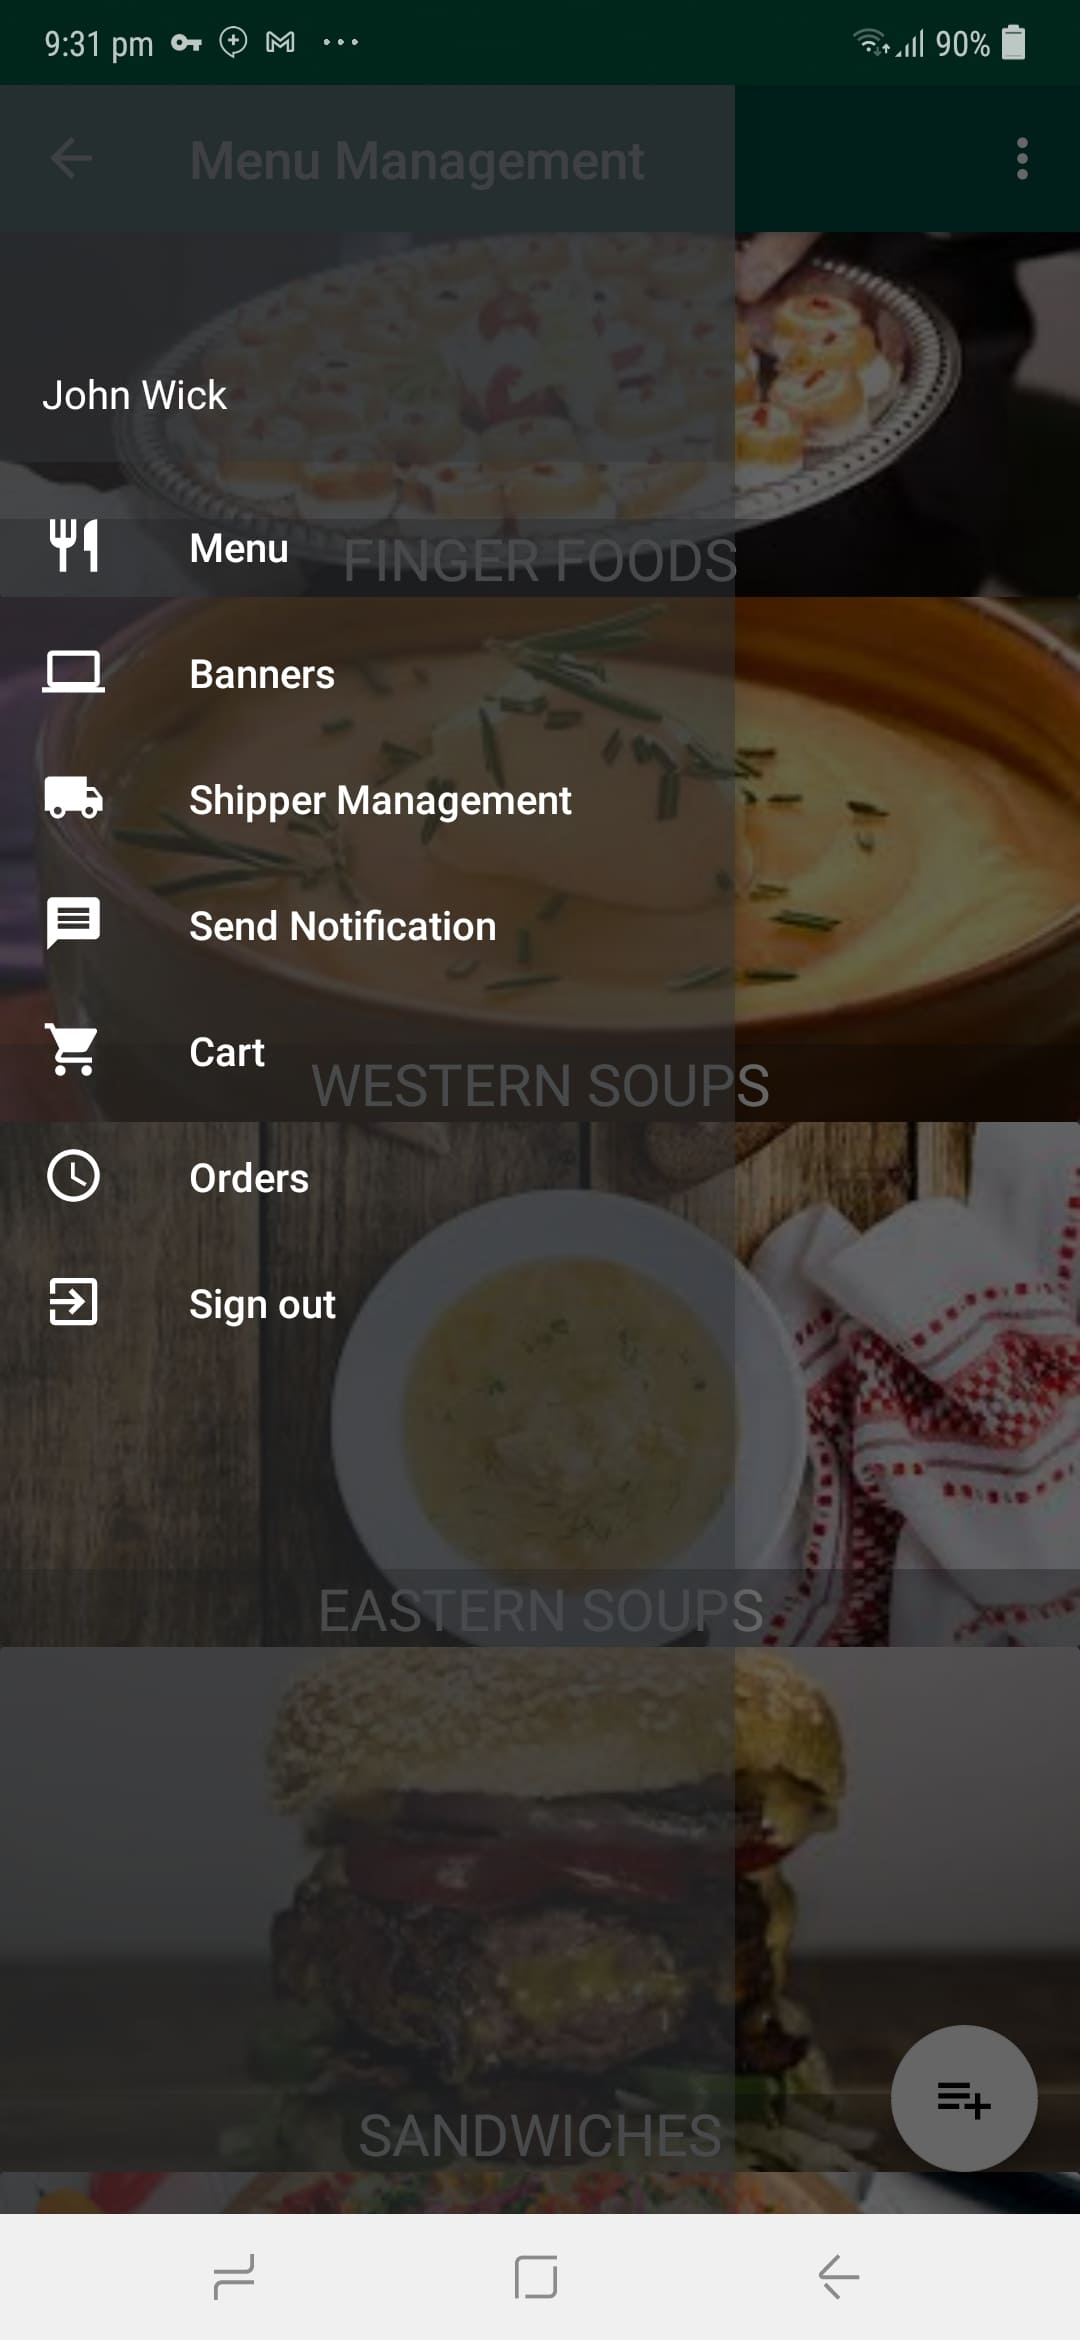 9:31 pm
90%
Menu Management
John Wick
Menu
FINGER FOODS
Banners
Shipper Management
Send Notification
Cart
WESTERN SOUPS
Orders
Sign out
EASTERN SOUPS
SANDWICHES